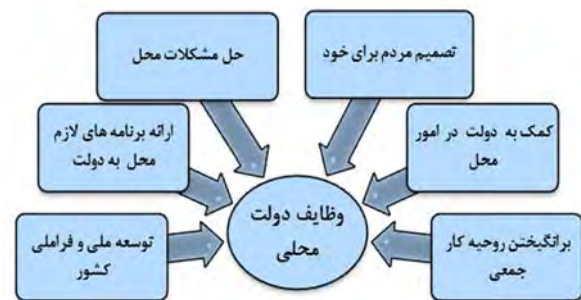 تصمیم مردم برای خود
حل مشکلات محل
کمک به دولت در امور
محل
ارائه برنامه های لازم
محل به دولت
وظایف دولت
محلی
برانگیختن روحیه کار
جمعی
توسعه ملی و فراملی
کشور